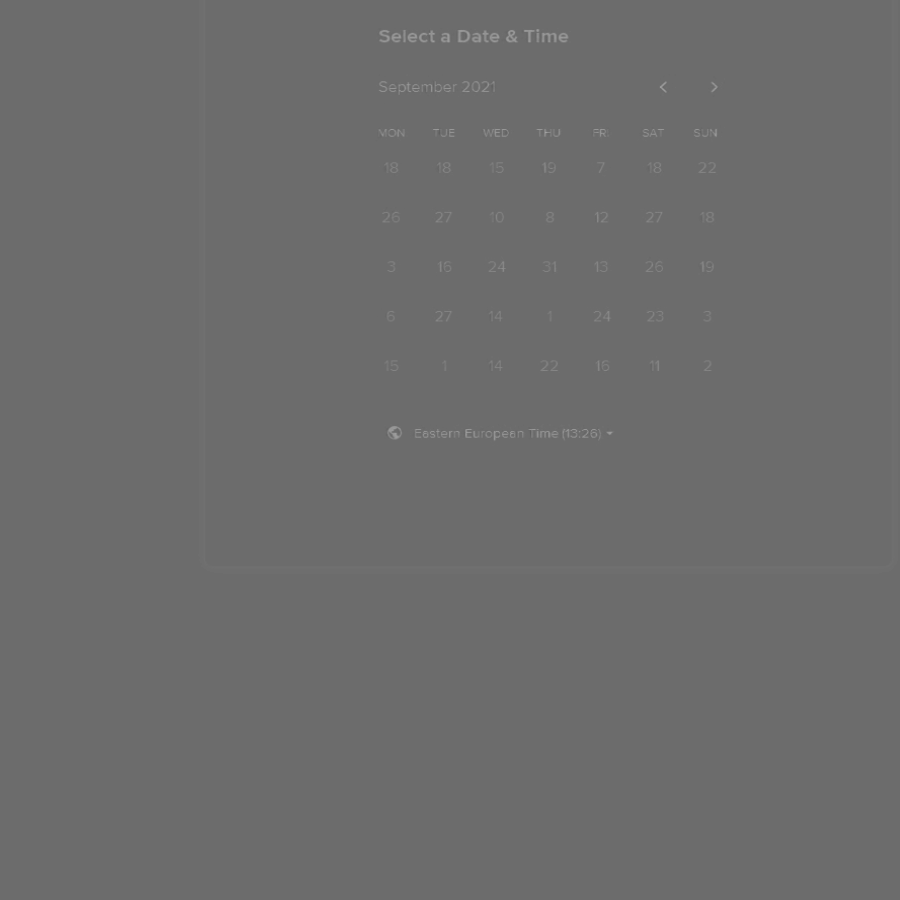 Select a Date & Time
September 2021
MON TUE WED THU FRI SAT SUN
18 18 15 19 7 18 22
26 27 10 8 12 27 18
3 16 24 31 13 26 19
6 27 14 1 24 23 3
15 1 14 22 16 11 2
Eastern European Time (13:26)